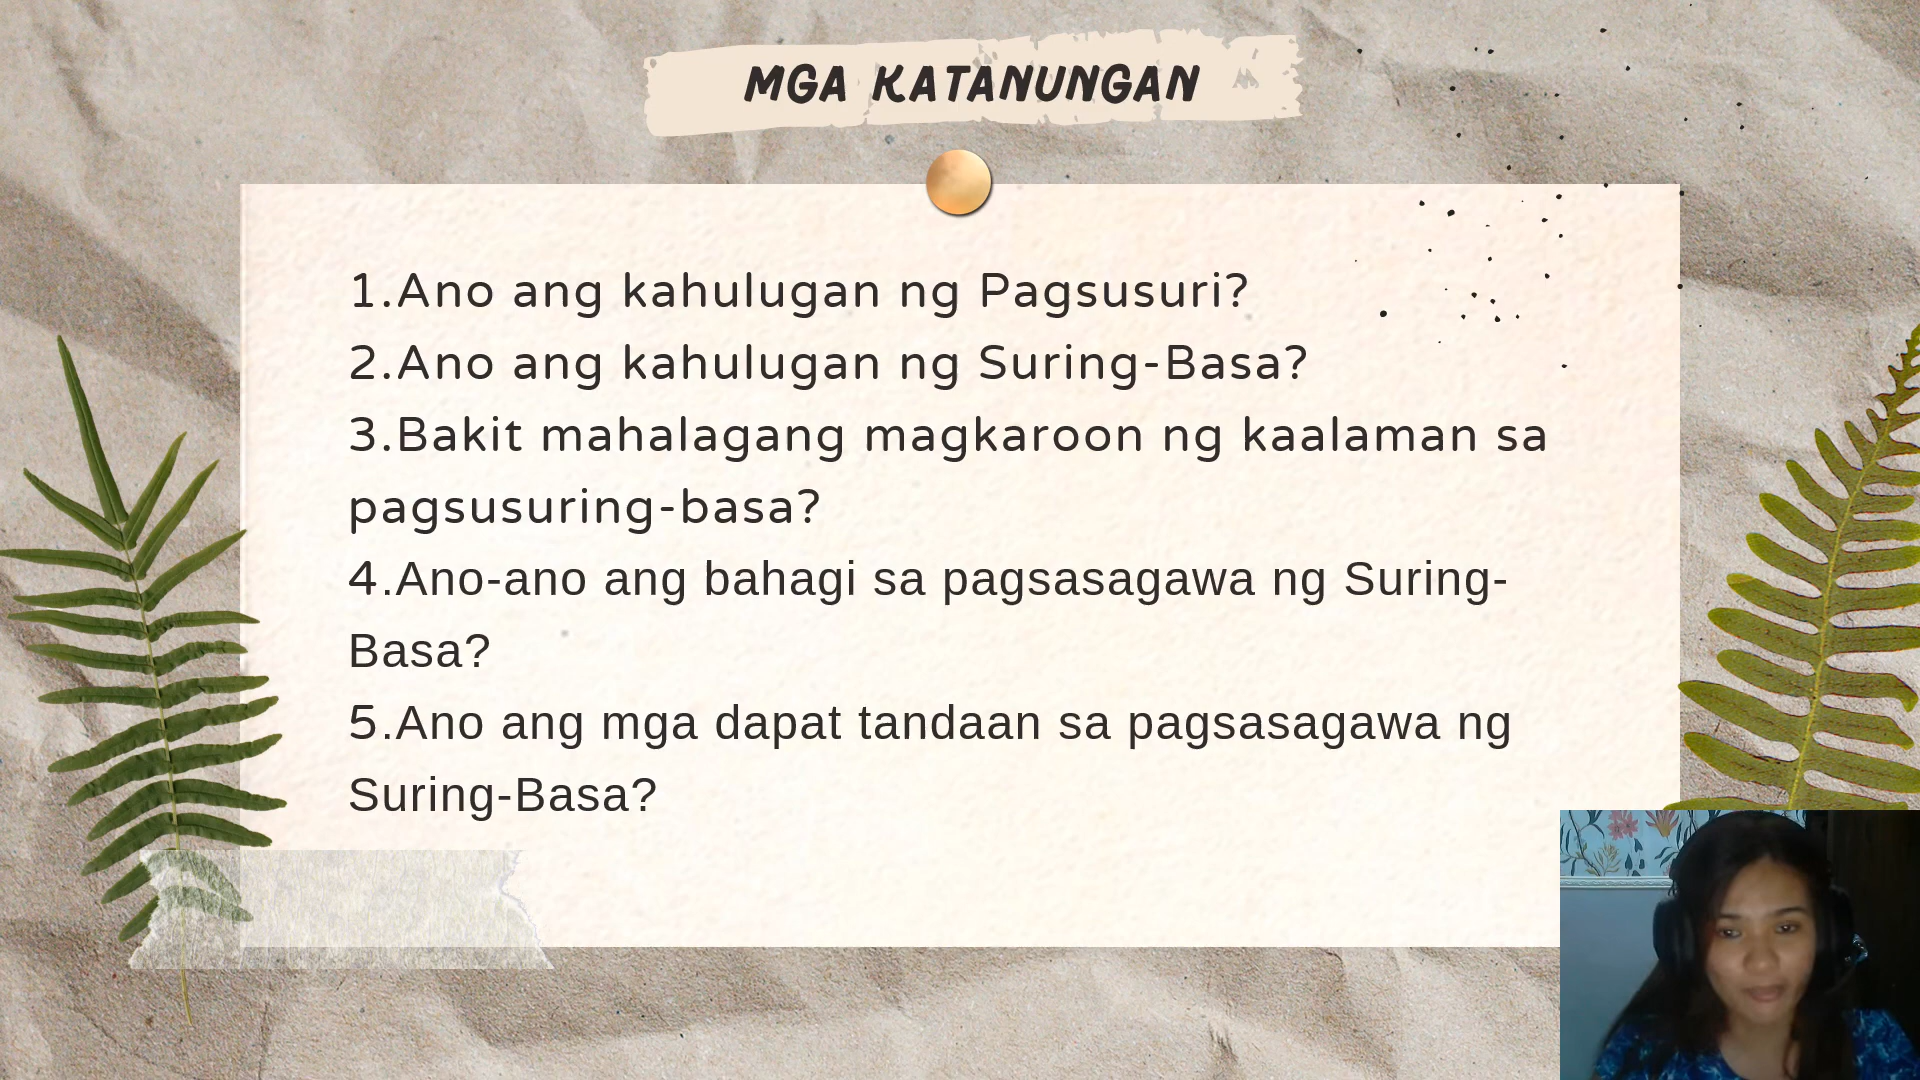 MGA KATANUNGAN
1.Ano ang kahulugan ng Pagsusuri?
2.Ano ang kahulugan ng Suring-Basa?
3.Bakit mahalagang magkaroon ng kaalaman sa
pagsusuring-basa?
4.Ano-ano ang bahagi sa pagsasagawa ng Suring-
Basa?
5.Ano ang mga dapat tandaan sa pagsasagawa ng
Suring-Basa?